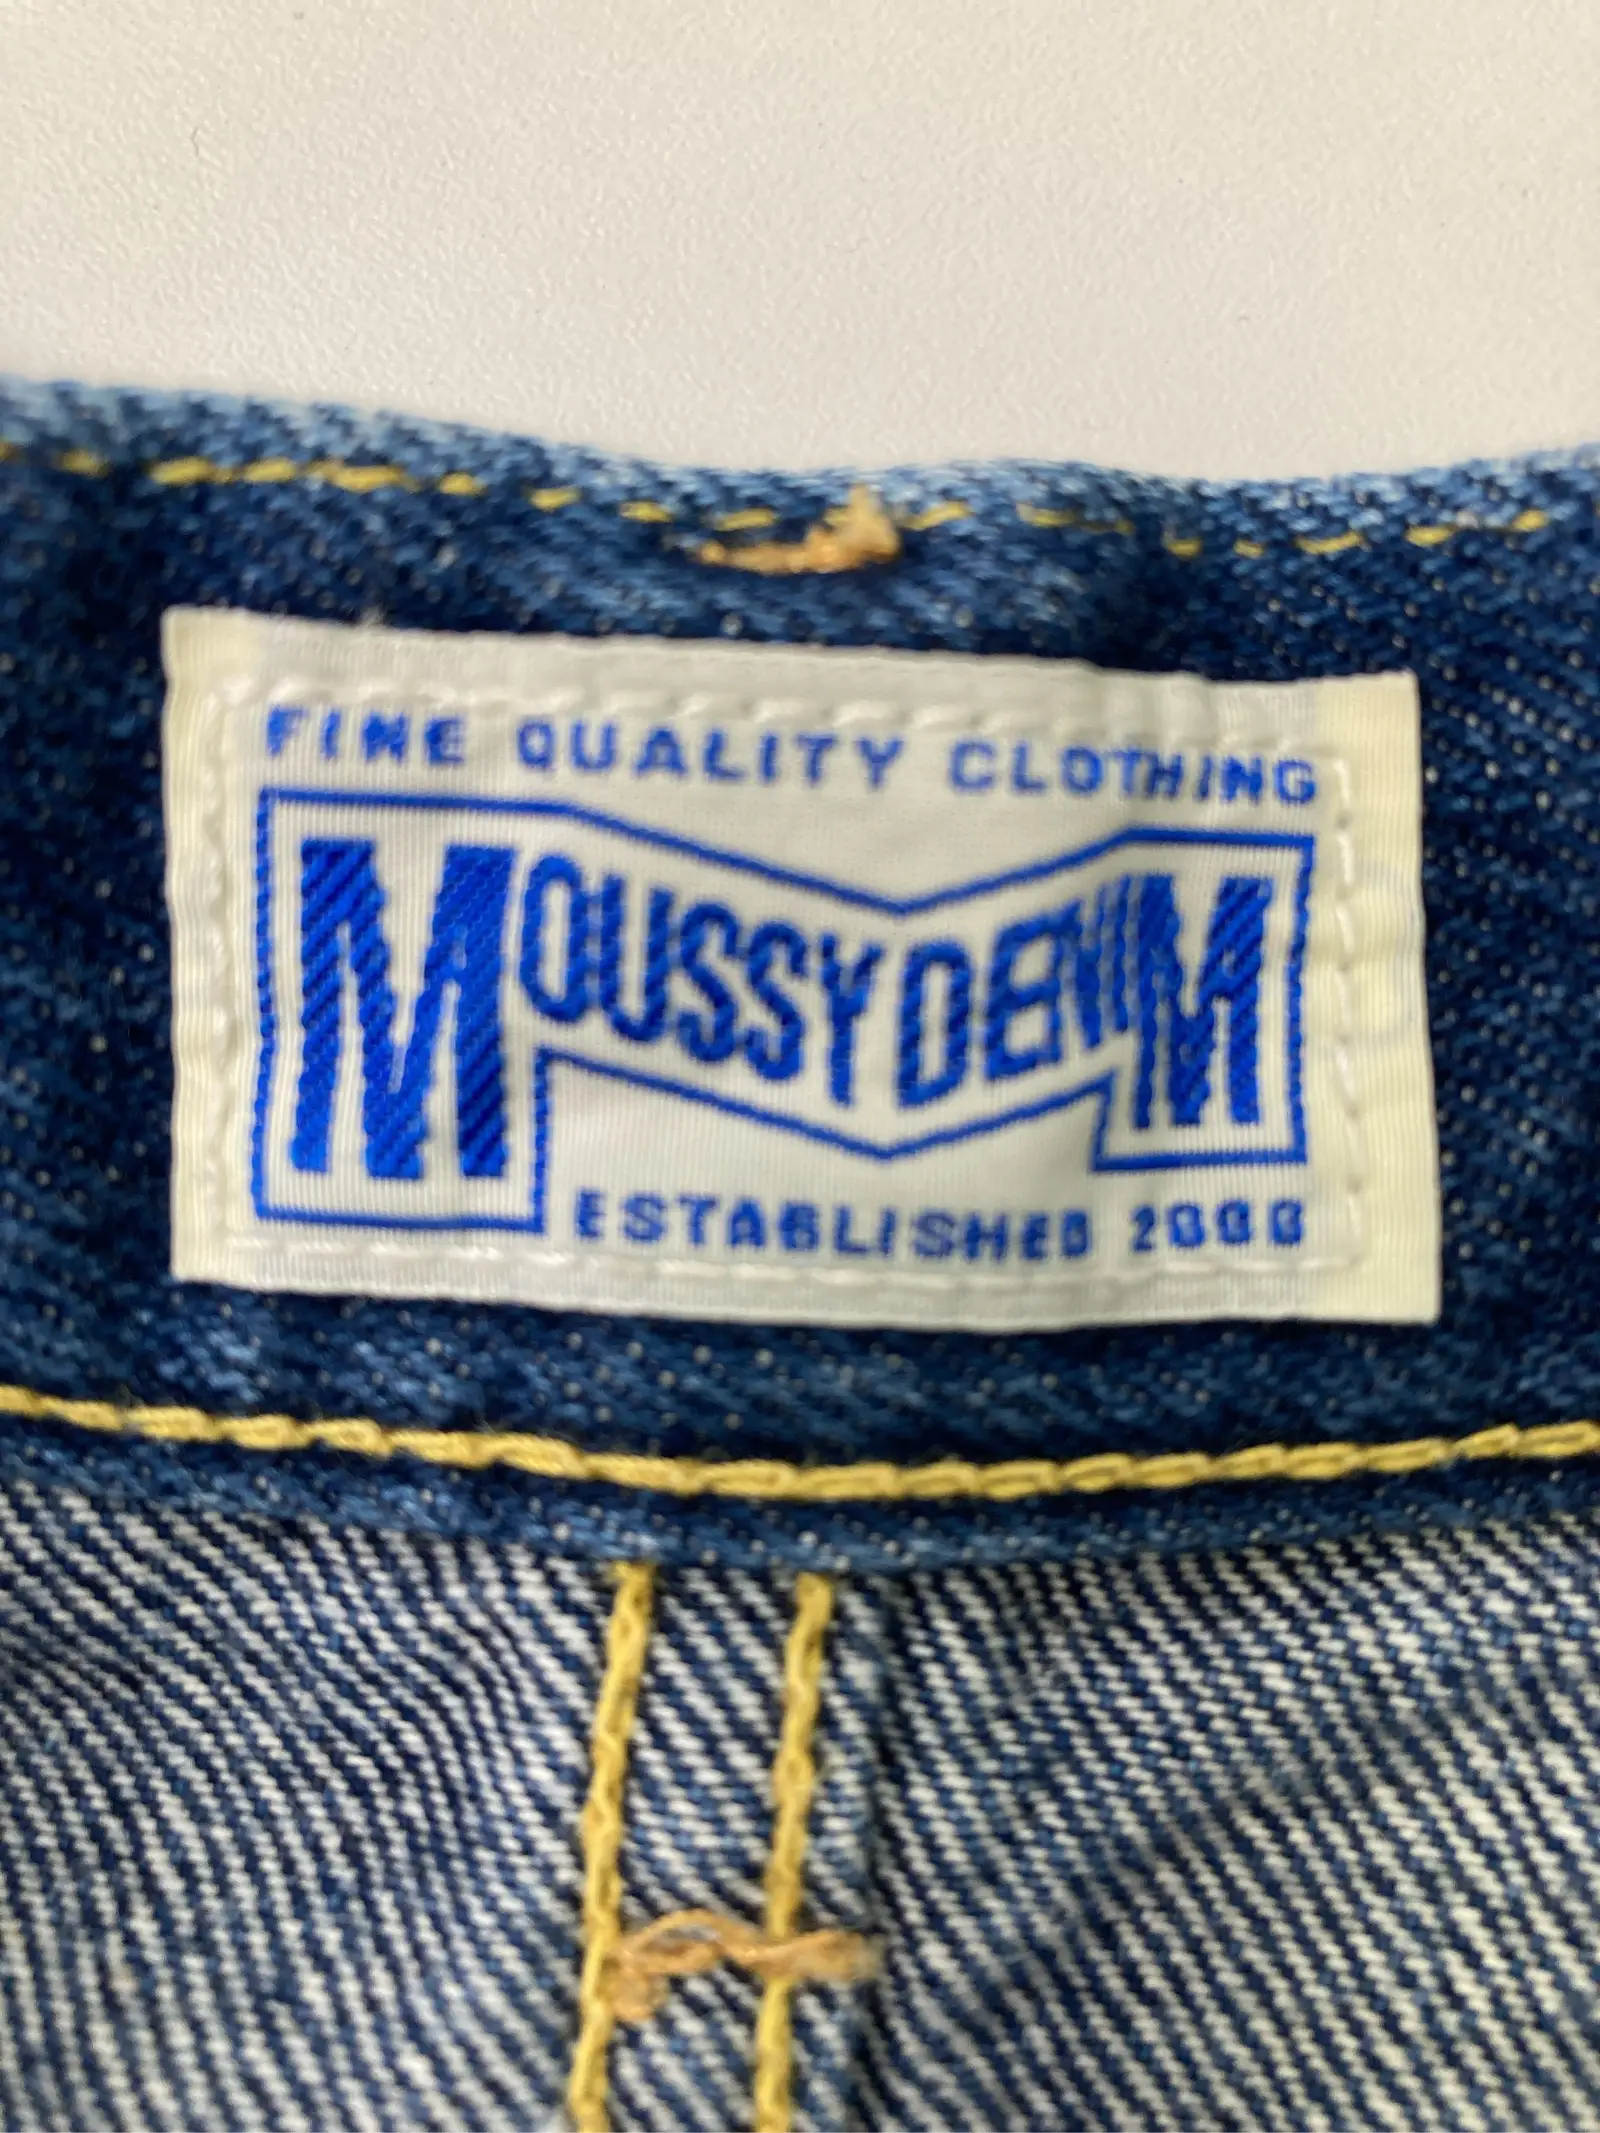 FINE QUALITY CLOTHING
MOUSSY DENIM
ESTABLISHED 2000